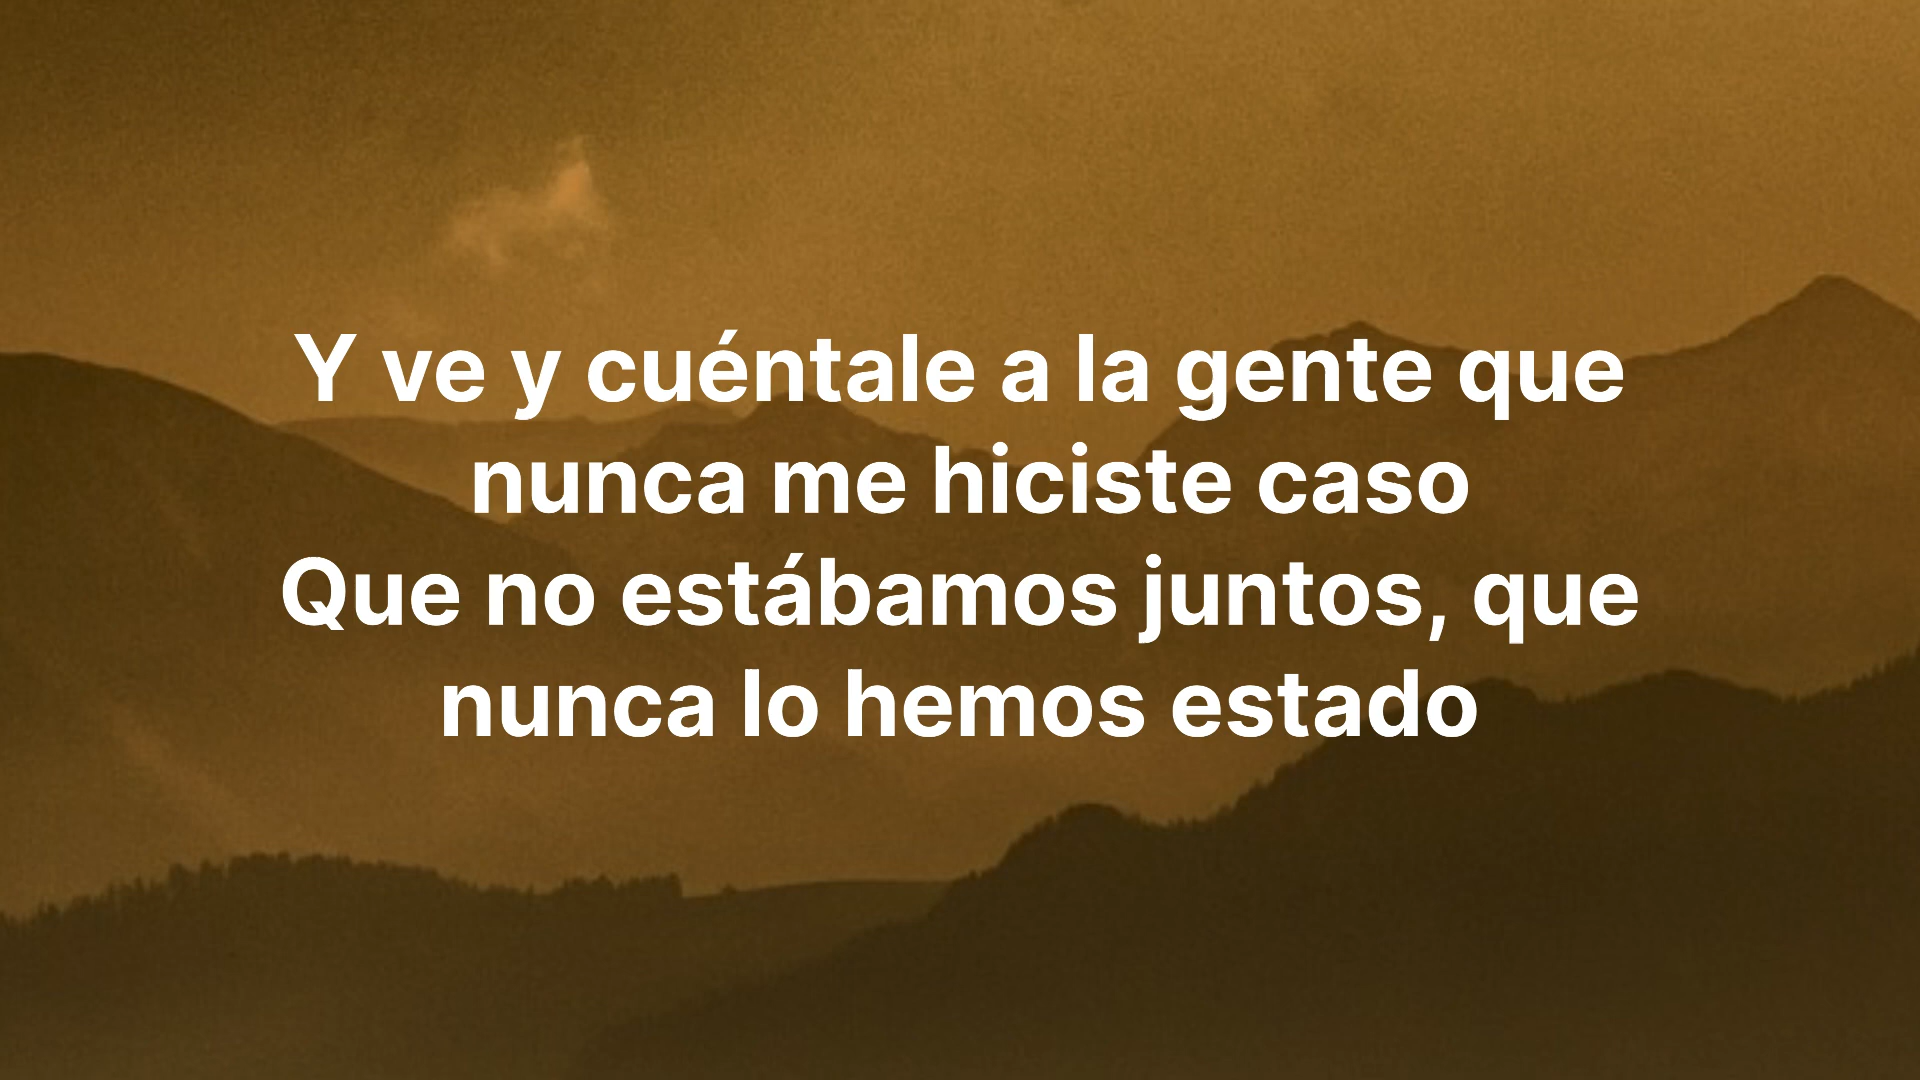 Y ve y cuéntale a la gente que
nunca me hiciste caso
Que no estábamos juntos, que
nunca lo hemos estado